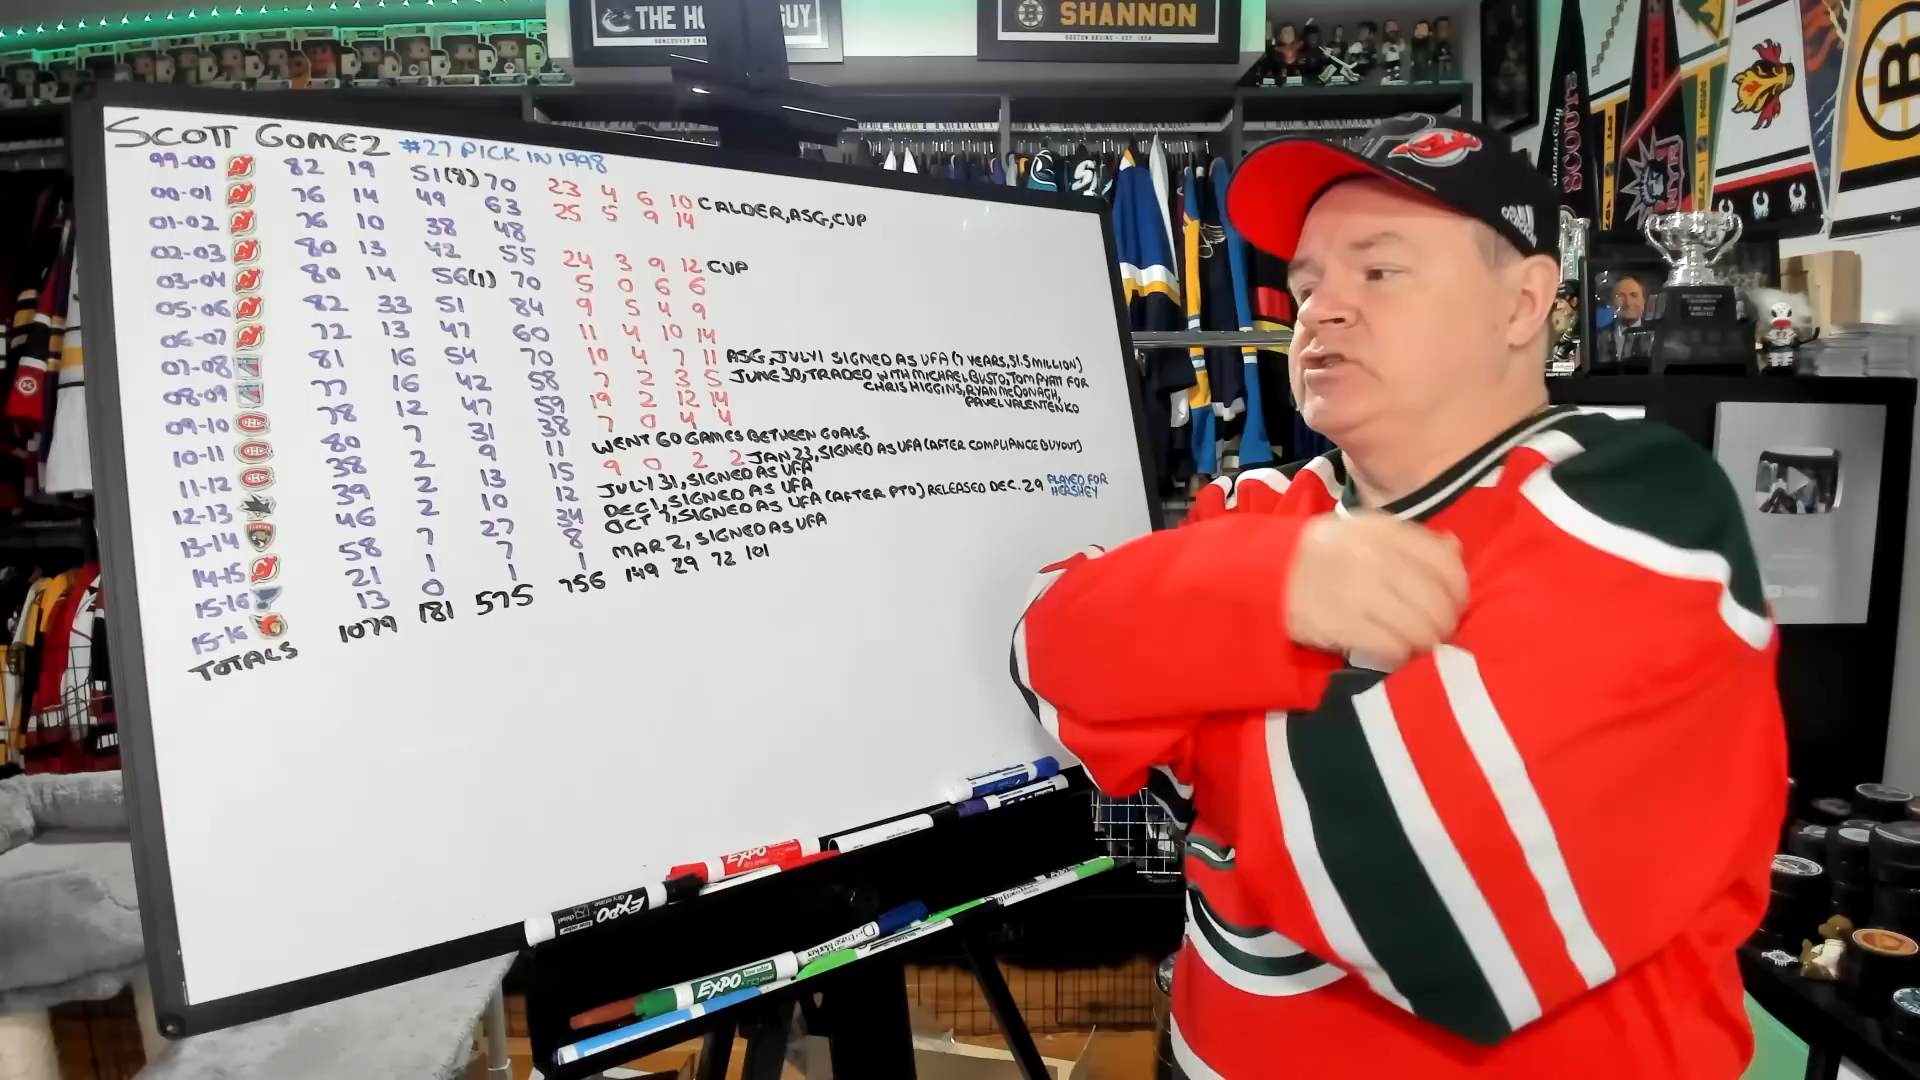 THE HO GUY
VANCOUVER CAN
SHANNON
BOSTON BRUINS - EST. 1924
SCOTT GOMEZ #27 PICK IN 1998
99-00 82 19 51(8) 70 23 4 6 10 CALDER, ASG, CUP
00-01 76 14 49 63 25 5 9 14
01-02 76 10 38 48
02-03 80 13 42 55 24 3 9 12 CUP
03-04 80 14 56(1) 70 5 0 6 6
05-06 82 33 51 84 9 5 4 9
06-07 72 13 47 60 11 4 10 14
07-08 81 16 54 70 10 4 7 11 ASG, JULY 1 SIGNED AS UFA (7 YEARS, 51.5 MILLION)
08-09 77 16 42 58 7 2 3 5 JUNE 30, TRADED WITH MICHAEL BUSTO, TOM PYATT FOR
CHRIS HIGGINS, RYAN McDONAGH,
PAVEL VALENTENKO
09-10 78 12 47 59 19 2 12 14
10-11 80 7 31 38 7 0 4 4
11-12 38 2 9 11 WENT 60 GAMES BETWEEN GOALS.
12-13 39 2 13 15 9 0 2 2 JAN 23, SIGNED AS UFA (AFTER COMPLIANCE BUYOUT)
13-14 46 2 10 12 JULY 31, SIGNED AS UFA
14-15 58 7 27 34 DEC 1, SIGNED AS UFA
15-16 21 1 7 8 OCT 7, SIGNED AS UFA (AFTER PTO) RELEASED DEC. 29 PLAYED FOR
HERSHEY
15-16 13 0 1 1 MAR 2, SIGNED AS UFA
TOTALS 1079 181 575 756 149 29 72 101
EXPO
EXPO
EXPO
SCOUTS